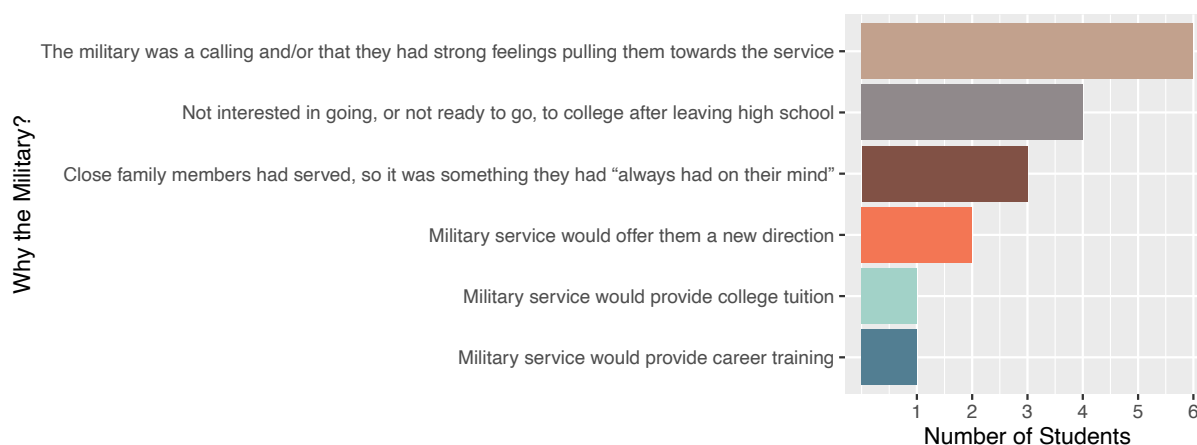 Why the Military?
The military was a calling and/or that they had strong feelings pulling them towards the service
Not interested in going, or not ready to go, to college after leaving high school
Close family members had served, so it was something they had “always had on their mind”
Military service would offer them a new direction
Military service would provide college tuition
Military service would provide career training
1 2 3 4 5 6
Number of Students